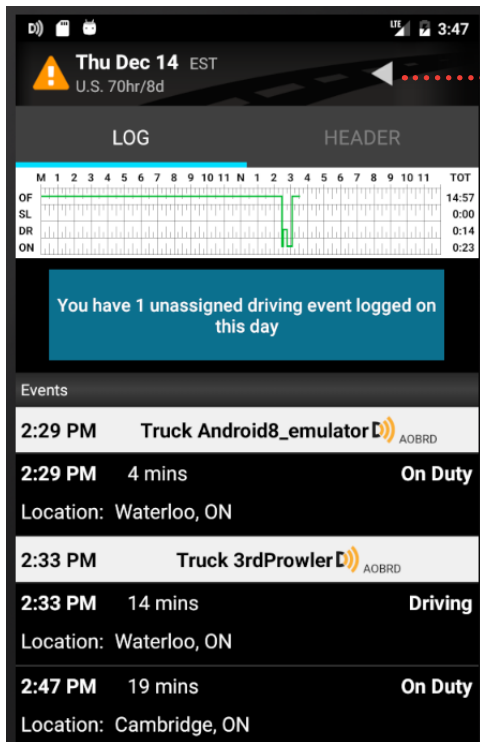 D)) LTE 3:47
Thu Dec 14 EST
U.S. 70hr/8d
LOG HEADER
M 1 2 3 4 5 6 7 8 9 10 11 N 1 2 3 4 5 6 7 8 9 10 11 TOT
OF 14:57
SL 0:00
DR 0:14
ON 0:23
You have 1 unassigned driving event logged on
this day
Events
2:29 PM Truck Android8_emulator D)) AOBRD
2:29 PM 4 mins On Duty
Location: Waterloo, ON
2:33 PM Truck 3rdProwler D)) AOBRD
2:33 PM 14 mins Driving
Location: Waterloo, ON
2:47 PM 19 mins On Duty
Location: Cambridge, ON